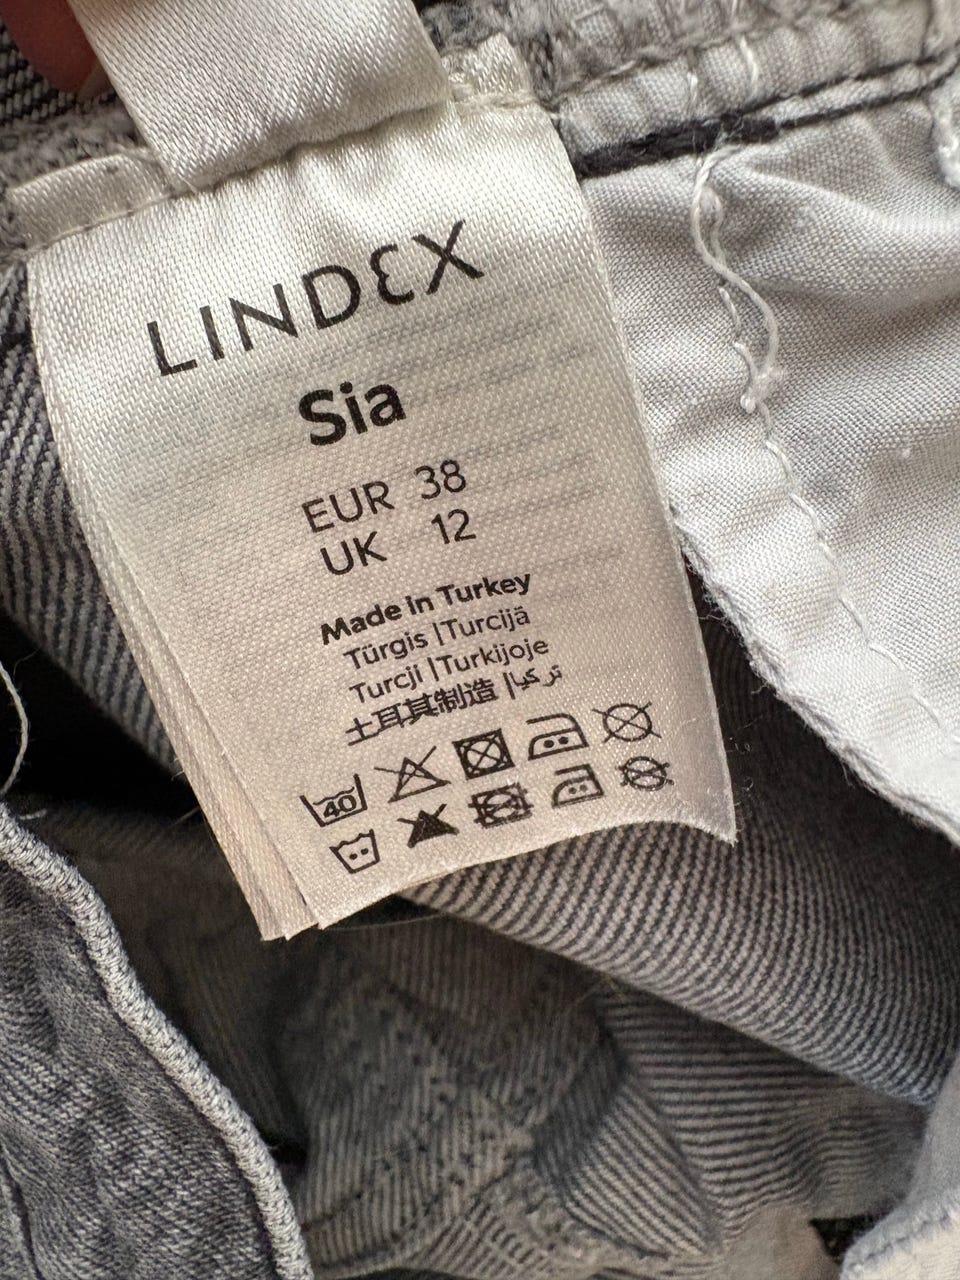 LINDEX
Sia
EUR 38
UK 12
Made in Turkey
Türgis |Turcijā
Turcji |Turkijoje
土耳其制造 |تركيا
40